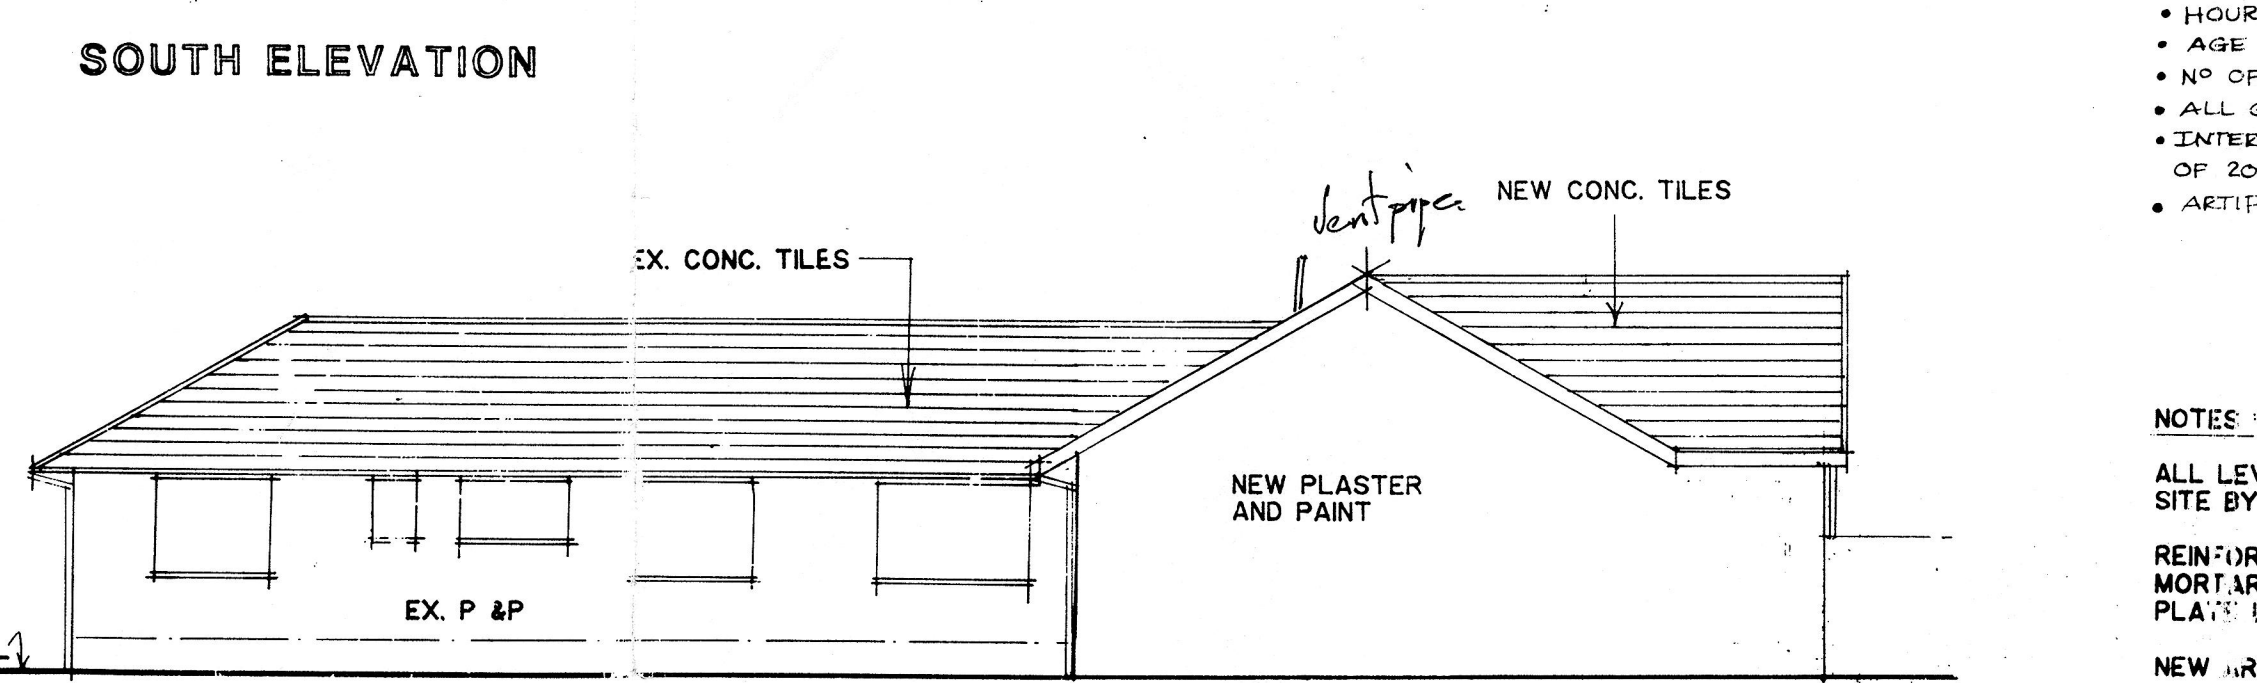 SOUTH ELEVATION
EX. CONC. TILES
Vent pipe
NEW CONC. TILES
NEW PLASTER
AND PAINT
EX. P &P
• HOUR
• AGE
• Nº OF
• ALL
• INTER
OF 20
• ARTIF
NOTES
ALL LEV
SITE BY
REINFOR
MORTAR
PLATE
NEW